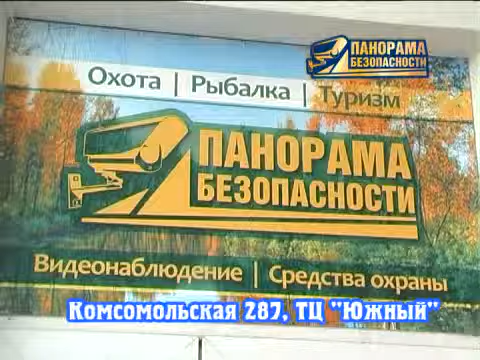 ПАНОРАМА
БЕЗОПАСНОСТИ
Охота | Рыбалка | Туризм
ПАНОРАМА
БЕЗОПАСНОСТИ
Видеонаблюдение | Средства охраны
Комсомольская 287, ТЦ "Южный"